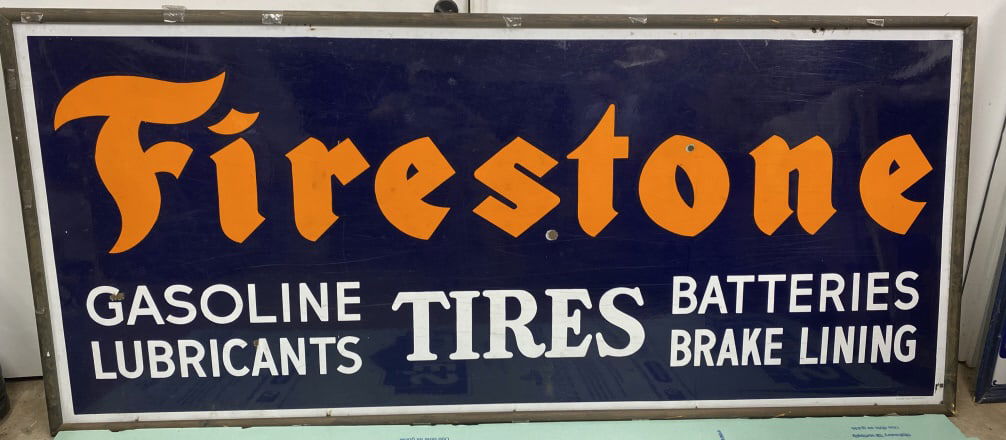 Firestone
GASOLINE
LUBRICANTS
TIRES
BATTERIES
BRAKE LINING